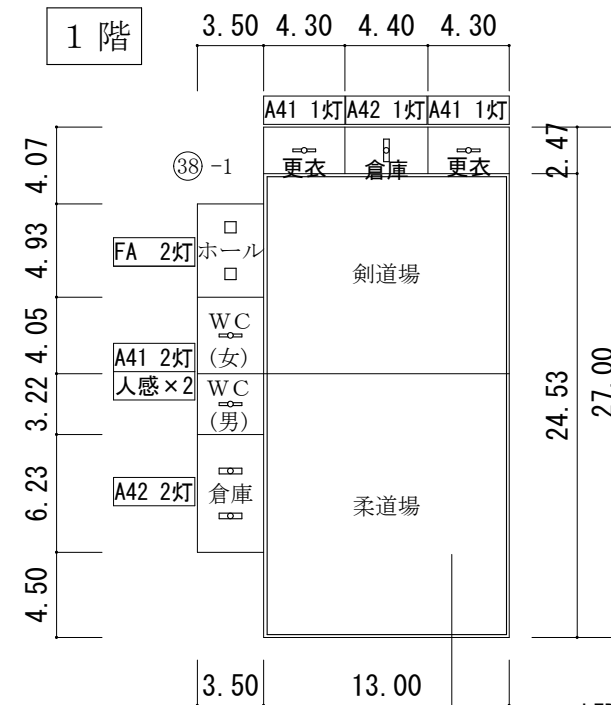 1 階
3.50 4.30 4.40 4.30
A41 1灯 A42 1灯 A41 1灯
㊳ -1
更衣 倉庫 更衣
2.47
4.07
4.93
FA 2灯
ホール
剣道場
4.05
WC
(女)
A41 2灯
人感×2
3.22
WC
(男)
24.53
27.00
6.23
A42 2灯
倉庫
柔道場
4.50
3.50 13.00